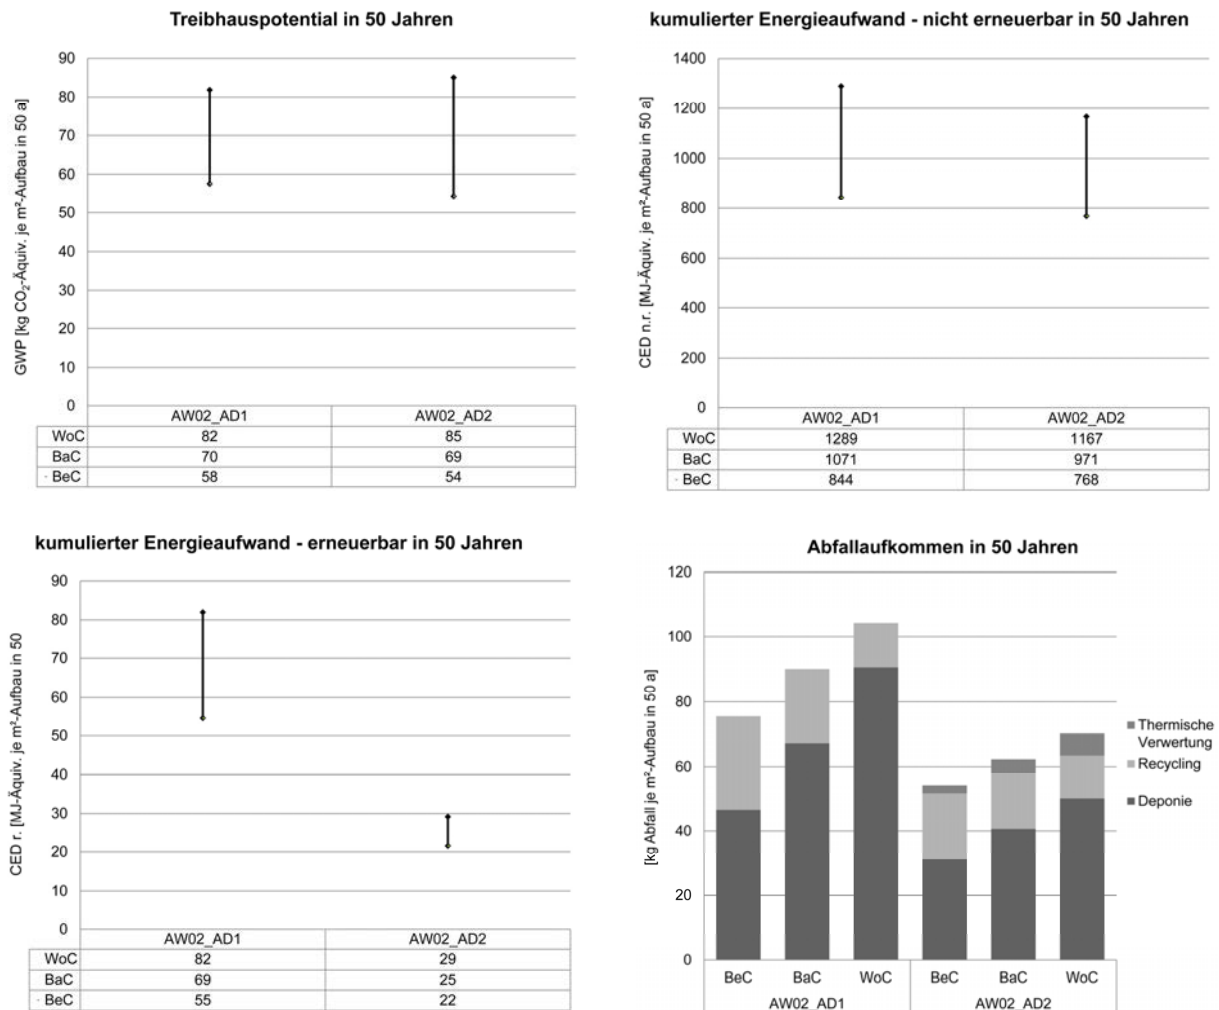 Treibhauspotential in 50 Jahren
GWP [kg CO₂-Äquiv. je m²-Aufbau in 50 a]
90
80
70
60
50
40
30
20
10
0
AW02_AD1 AW02_AD2
WoC 82 85
BaC 70 69
BeC 58 54
kumulierter Energieaufwand - nicht erneuerbar in 50 Jahren
CED n.r. [MJ-Äquiv. je m²-Aufbau in 50 a]
1400
1200
1000
800
600
400
200
0
AW02_AD1 AW02_AD2
WoC 1289 1167
BaC 1071 971
BeC 844 768
kumulierter Energieaufwand - erneuerbar in 50 Jahren
CED r. [MJ-Äquiv. je m²-Aufbau in 50
90
80
70
60
50
40
30
20
10
0
AW02_AD1 AW02_AD2
WoC 82 29
BaC 69 25
BeC 55 22
Abfallaufkommen in 50 Jahren
[kg Abfall je m²-Aufbau in 50 a]
120
100
80
60
40
20
0
BeC BaC WoC BeC BaC WoC
AW02_AD1 AW02_AD2
Thermische
Verwertung
Recycling
Deponie